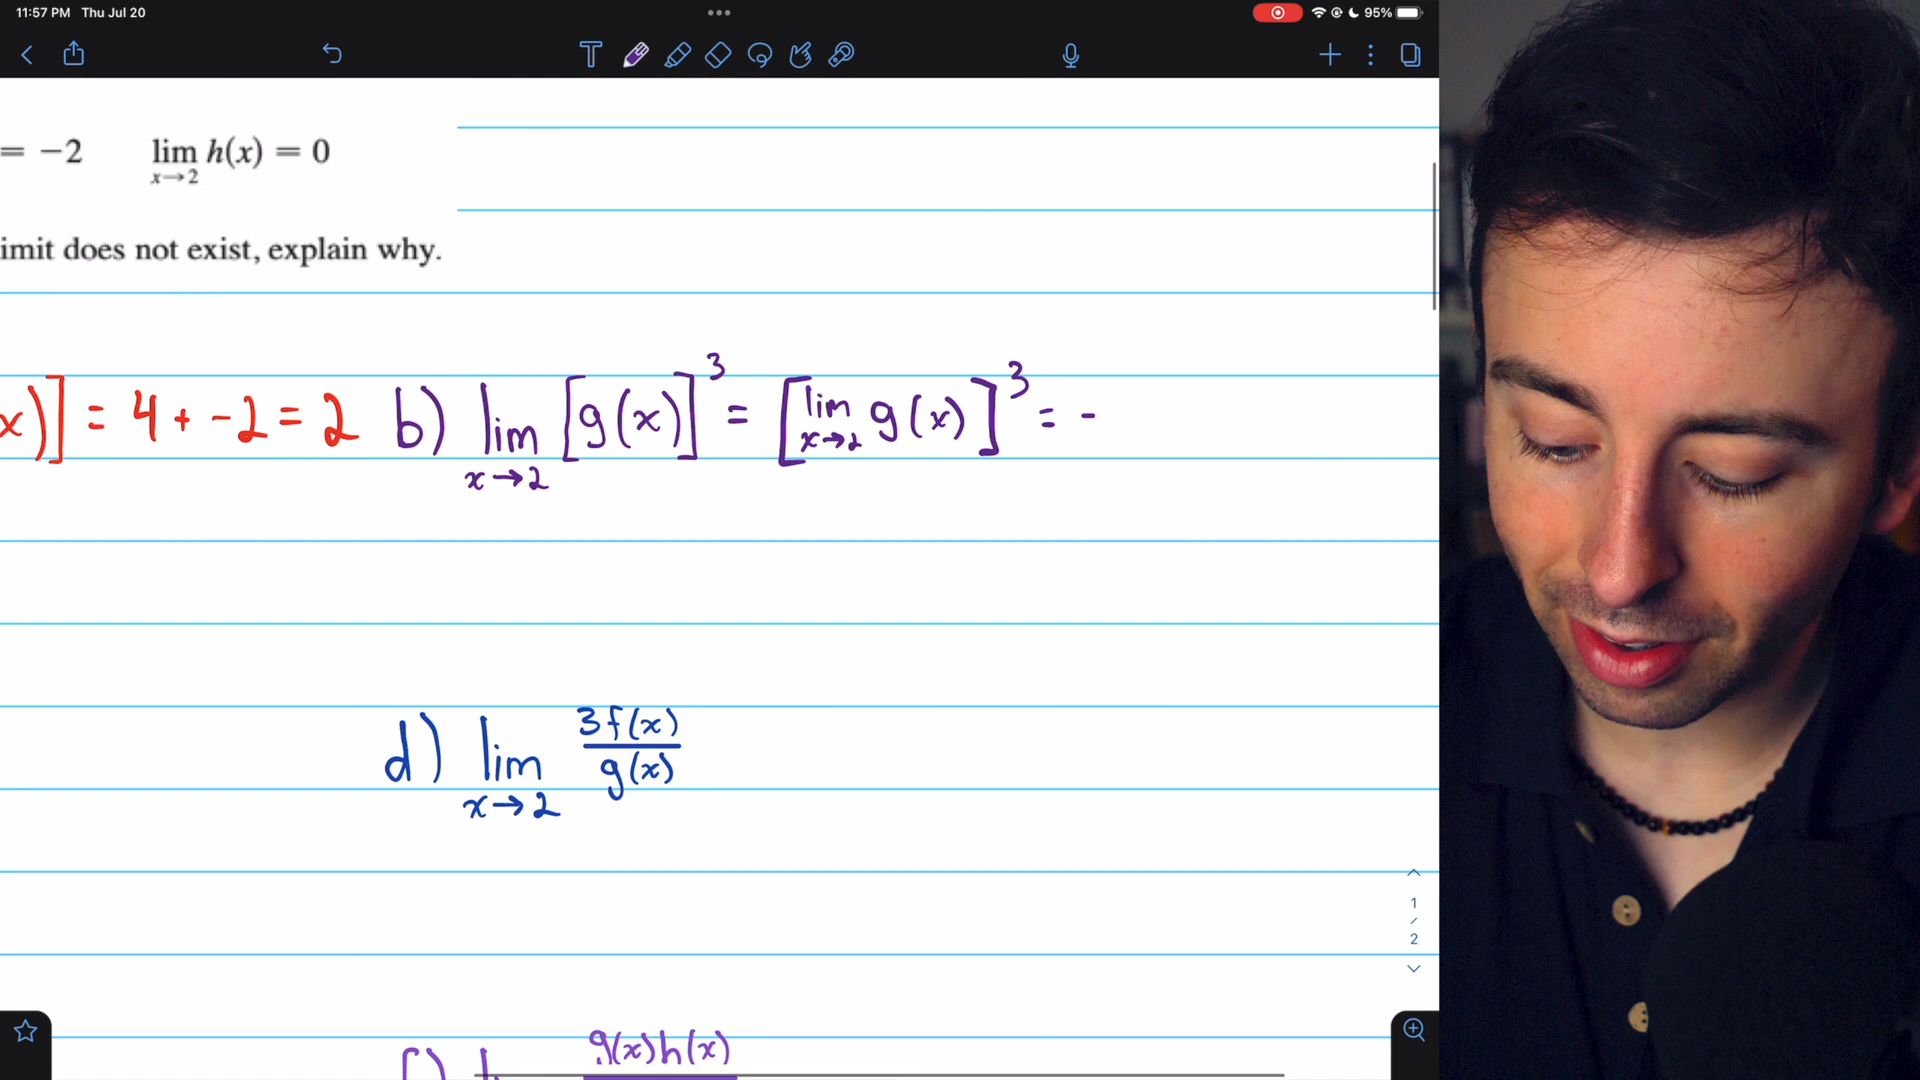 11:57 PM Thu Jul 20
95%
= −2 lim h(x) = 0
x→2
imit does not exist, explain why.
x)] = 4 + -2 = 2 b) lim [g(x)]³ = [lim g(x)]³ = -
x→2 x→2
d) lim 3f(x)
g(x)
x→2
1
/
2
g(x)h(x)